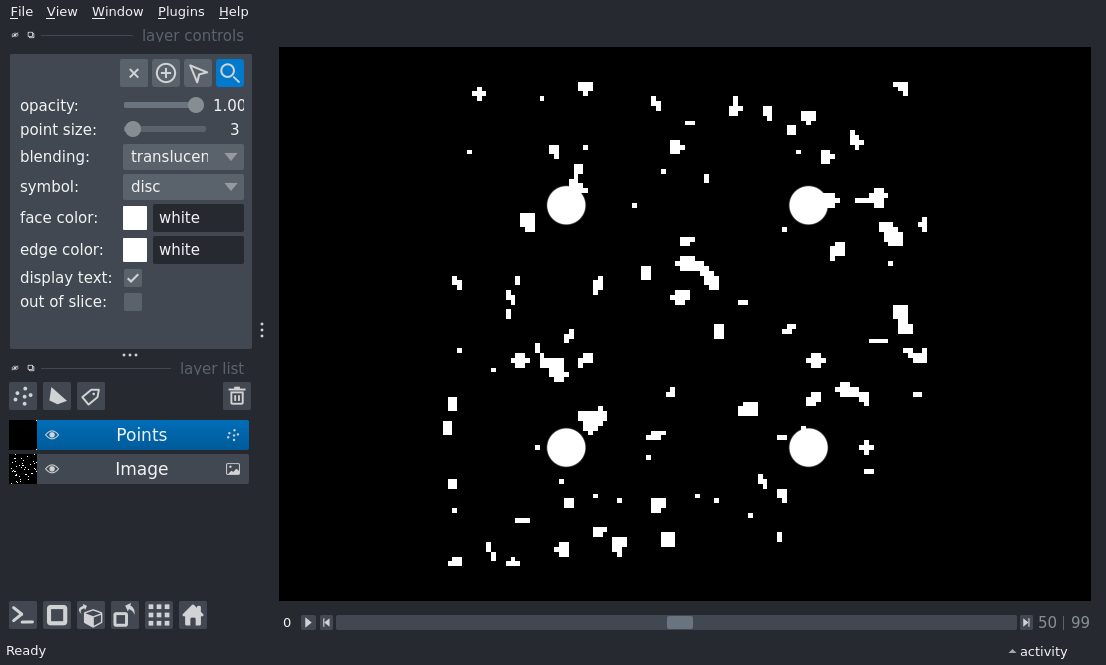 File View Window Plugins Help
layer controls
opacity: 1.00
point size: 3
blending: translucen
symbol: disc
face color: white
edge color: white
display text:
out of slice:
layer list
Points
Image
0 50 | 99
Ready activity